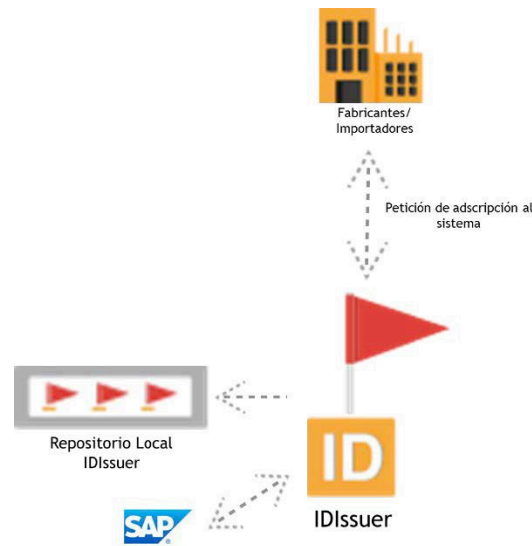 Fabricantes/
Importadores
Petición de adscripción al
sistema
Repositorio Local
IDIssuer
ID
IDIssuer
SAP